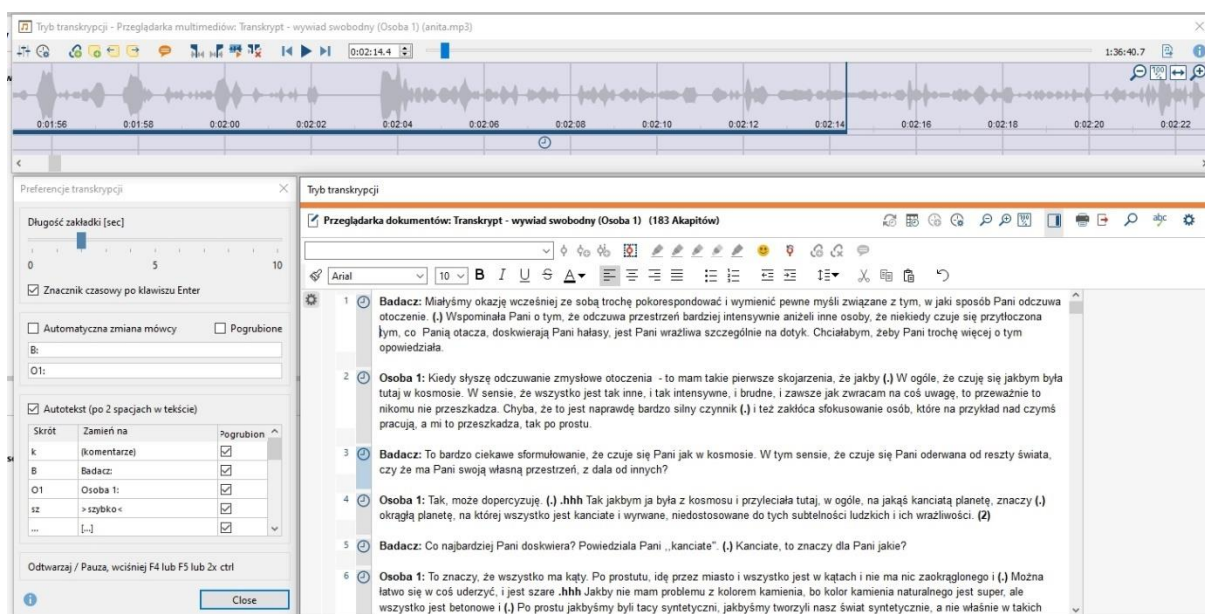 Tryb transkrypcji - Przeglądarka multimediów: Transkrypt - wywiad swobodny (Osoba 1) (anita.mp3)
0:02:14.4
1:36:40.7
0:01:56 0:01:58 0:02:00 0:02:02 0:02:04 0:02:06 0:02:08 0:02:10 0:02:12 0:02:14 0:02:16 0:02:18 0:02:20 0:02:22
Preferencje transkrypcji
Długość zakładki [sec]
0 5 10
Znacznik czasowy po klawiszu Enter
Automatyczna zmiana mówcy Pogrubione
B:
O1:
Autotekst (po 2 spacjach w tekście)
Skrót Zamień na Pogrubion
k (komentarze)
B Badacz:
O1 Osoba 1:
sz >szybko<
... [...]
Odtwarzaj / Pauza, wciśnij F4 lub F5 lub 2x ctrl
Close
Tryb transkrypcji
Przeglądarka dokumentów: Transkrypt - wywiad swobodny (Osoba 1) (183 Akapitów)
Arial 10 B I U S A
1 Badacz: Miałyśmy okazję wcześniej ze sobą trochę pokorespondować i wymienić pewne myśli związane z tym, w jaki sposób Pani odczuwa
otoczenie. (.) Wspominała Pani o tym, że odczuwa przestrzeń bardziej intensywnie aniżeli inne osoby, że niekiedy czuje się przytłoczona
tym, co Panią otacza, doskwierają Pani hałasy, jest Pani wrażliwa szczególnie na dotyk. Chciałabym, żeby Pani trochę więcej o tym
opowiedziała.
2 Osoba 1: Kiedy słyszę odczuwanie zmysłowe otoczenia - to mam takie pierwsze skojarzenia, że jakby (.) W ogóle, że czuję się jakbym była
tutaj w kosmosie. W sensie, że wszystko jest tak inne, i tak intensywne, i brudne, i zawsze jak zwracam na coś uwagę, to przeważnie to
nikomu nie przeszkadza. Chyba, że to jest naprawdę bardzo silny czynnik (.) i też zakłóca sfokusowanie osób, które na przykład nad czymś
pracują, a mi to przeszkadza, tak po prostu.
3 Badacz: To bardzo ciekawe sformułowanie, że czuje się Pani jak w kosmosie. W tym sensie, że czuje się Pani oderwana od reszty świata,
czy że ma Pani swoją własną przestrzeń, z dala od innych?
4 Osoba 1: Tak, może dopercyzuję. (.) .hhh Tak jakbym ja była z kosmosu i przyleciała tutaj, w ogóle, na jakąś kanciatą planetę, znaczy (.)
okrągłą planetę, na której wszystko jest kanciate i wyrwane, niedostosowane do tych subtelności ludzkich i ich wrażliwości. (2)
5 Badacz: Co najbardziej Pani doskwiera? Powiedziala Pani ,,kanciate". (.) Kanciate, to znaczy dla Pani jakie?
6 Osoba 1: To znaczy, że wszystko ma kąty. Po prostutu, idę przez miasto i wszystko jest w kątach i nie ma nic zaokrąglonego i (.) Można
łatwo się w coś uderzyć, i jest szare .hhh Jakby nie mam problemu z kolorem kamienia, bo kolor kamienia naturalnego jest super, ale
wszystko jest betonowe i (.) Po prostu jakbyśmy byli tacy syntetyczni, jakbyśmy tworzyli nasz świat syntetycznie, a nie właśnie w takich